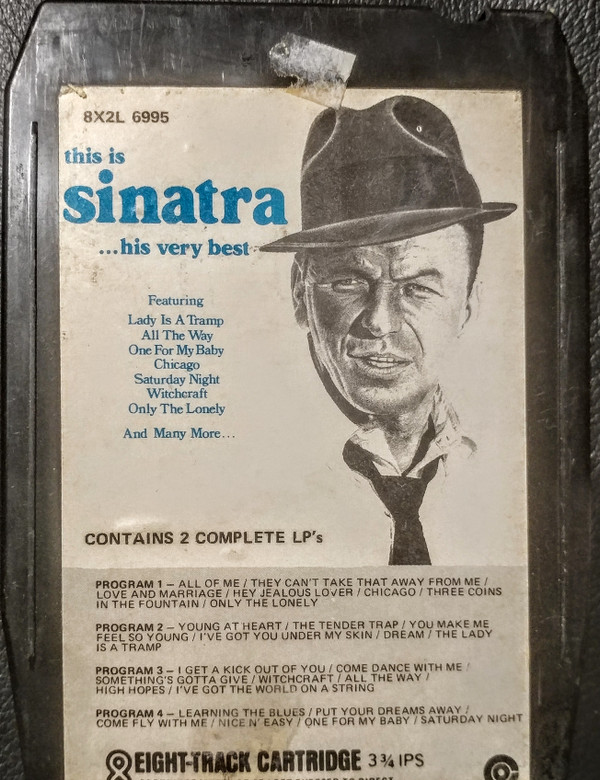 8X2L 6995
this is
sinatra
...his very best
Featuring
Lady Is A Tramp
All The Way
One For My Baby
Chicago
Saturday Night
Witchcraft
Only The Lonely
And Many More...
CONTAINS 2 COMPLETE LP's
PROGRAM 1 – ALL OF ME / THEY CAN'T TAKE THAT AWAY FROM ME /
LOVE AND MARRIAGE / HEY JEALOUS LOVER / CHICAGO / THREE COINS
IN THE FOUNTAIN / ONLY THE LONELY
PROGRAM 2 – YOUNG AT HEART / THE TENDER TRAP / YOU MAKE ME
FEEL SO YOUNG / I'VE GOT YOU UNDER MY SKIN / DREAM / THE LADY
IS A TRAMP
PROGRAM 3 – I GET A KICK OUT OF YOU / COME DANCE WITH ME /
SOMETHING'S GOTTA GIVE / WITCHCRAFT / ALL THE WAY /
HIGH HOPES / I'VE GOT THE WORLD ON A STRING
PROGRAM 4 – LEARNING THE BLUES / PUT YOUR DREAMS AWAY /
COME FLY WITH ME / NICE N' EASY / ONE FOR MY BABY / SATURDAY NIGHT
8 EIGHT-TRACK CARTRIDGE 3 ¾ IPS